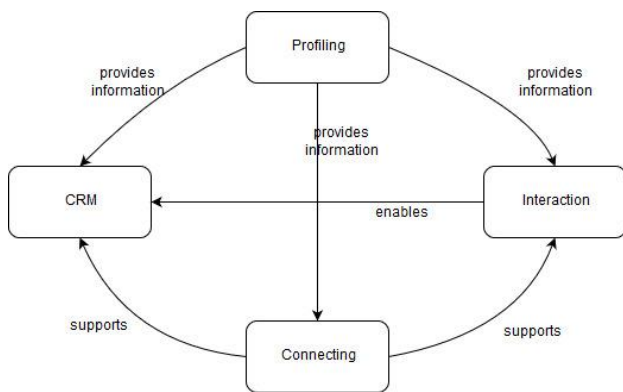 Profiling
provides
information
provides
information
provides
information
CRM
Interaction
enables
supports
supports
Connecting